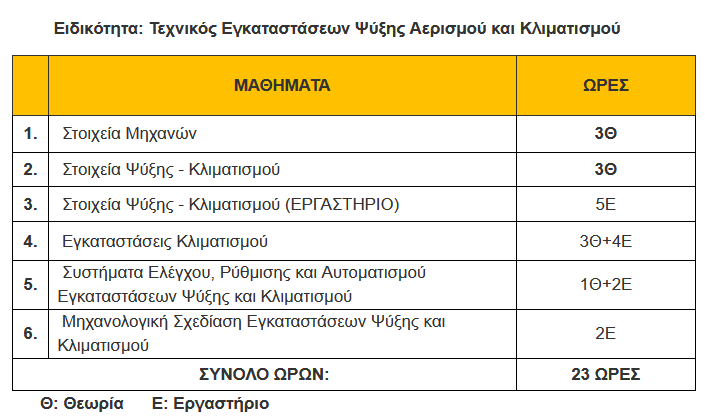 Ειδικότητα: Τεχνικός Εγκαταστάσεων Ψύξης Αερισμού και Κλιματισμού
ΜΑΘΗΜΑΤΑ ΩΡΕΣ
1. Στοιχεία Μηχανών 3Θ
2. Στοιχεία Ψύξης - Κλιματισμού 3Θ
3. Στοιχεία Ψύξης - Κλιματισμού (ΕΡΓΑΣΤΗΡΙΟ) 5Ε
4. Εγκαταστάσεις Κλιματισμού 3Θ+4Ε
5. Συστήματα Ελέγχου, Ρύθμισης και Αυτοματισμού
Εγκαταστάσεων Ψύξης και Κλιματισμού 1Θ+2Ε
6. Μηχανολογική Σχεδίαση Εγκαταστάσεων Ψύξης και
Κλιματισμού 2Ε
ΣΥΝΟΛΟ ΩΡΩΝ: 23 ΩΡΕΣ
Θ: Θεωρία Ε: Εργαστήριο